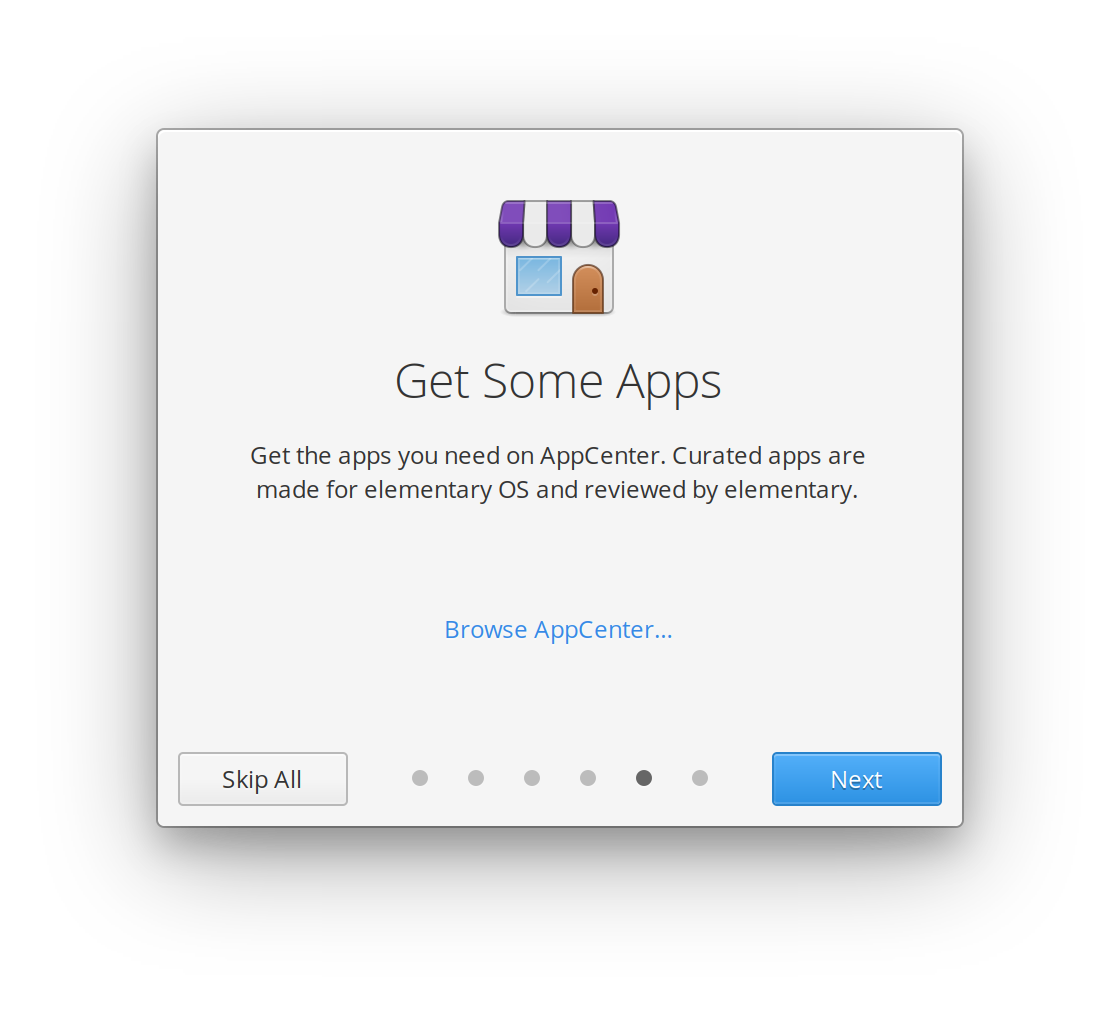 Get Some Apps
Get the apps you need on AppCenter. Curated apps are
made for elementary OS and reviewed by elementary.
Browse AppCenter…
Skip All
Next